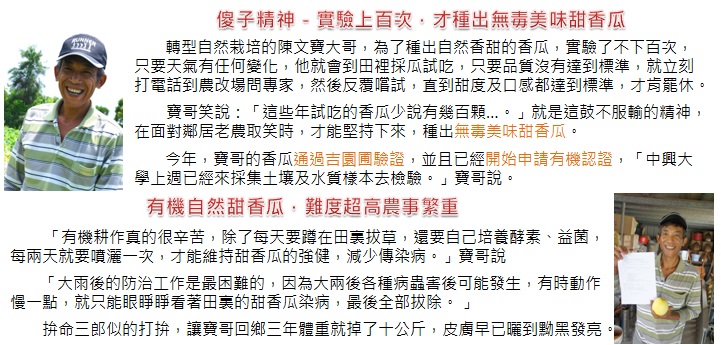 傻子精神 - 實驗上百次，才種出無毒美味甜香瓜
轉型自然栽培的陳文寶大哥，為了種出自然香甜的香瓜，實驗了不下百次，
只要天氣有任何變化，他就會到田裡採瓜試吃，只要品質沒有達到標準，就立刻
打電話到農改場問專家，然後反覆嚐試，直到甜度及口感都達到標準，才肯罷休。
寶哥笑說：「這些年試吃的香瓜少說有幾百顆...。」就是這鼓不服輸的精神，
在面對鄰居老農取笑時，才能堅持下來，種出無毒美味甜香瓜。
今年，寶哥的香瓜通過吉園圃驗證，並且已經開始申請有機認證，「中興大
學上週已經來採集土壤及水質樣本去檢驗。」寶哥說。
有機自然甜香瓜，難度超高農事繁重
「有機耕作真的很辛苦，除了每天要蹲在田裏拔草，還要自己培養酵素、益菌，
每兩天就要噴灑一次，才能維持甜香瓜的強健，減少傳染病。」寶哥說
「大雨後的防治工作是最困難的，因為大兩後各種病蟲害後可能發生，有時動作
慢一點，就只能眼睜睜看著田裏的甜香瓜染病，最後全部拔除。」
拚命三郎似的打拚，讓寶哥回鄉三年體重就掉了十公斤，皮膚早已曬到黝黑發亮。